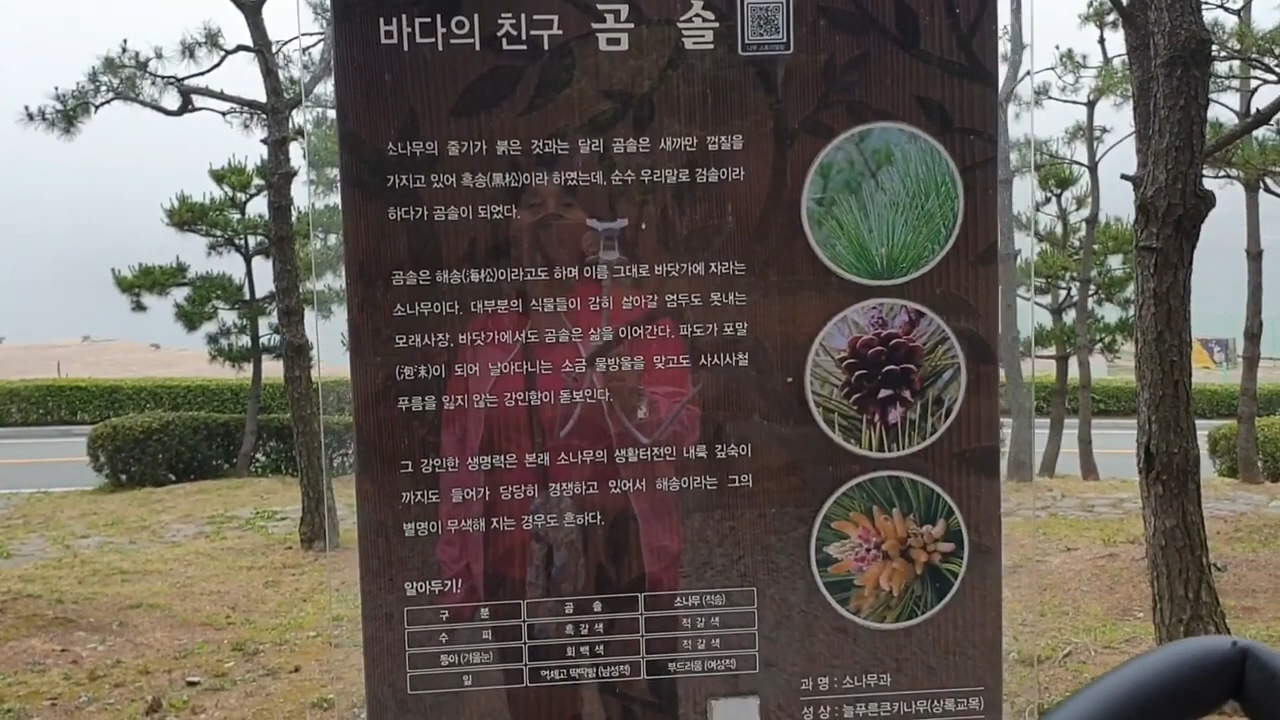 바다의 친구 곰 솔
나무 스토리텔링
소나무의 줄기가 붉은 것과는 달리 곰솔은 새까만 껍질을
가지고 있어 흑송(黑松)이라 하였는데, 순수 우리말로 검솔이라
하다가 곰솔이 되었다.
곰솔은 해송(海松)이라고도 하며 이름 그대로 바닷가에 자라는
소나무이다. 대부분의 식물들이 감히 살아갈 엄두도 못내는
모래사장, 바닷가에서도 곰솔은 삶을 이어간다. 파도가 포말
(泡沫)이 되어 날아다니는 소금 물방울을 맞고도 사시사철
푸름을 잃지 않는 강인함이 돋보인다.
그 강인한 생명력은 본래 소나무의 생활터전인 내륙 깊숙이
까지도 들어가 당당히 경쟁하고 있어서 해송이라는 그의
별명이 무색해 지는 경우도 흔하다.
알아두기!
구 분 곰 솔 소나무 (적송)
수 피 흑 갈 색 적 갈 색
동아 (겨울눈) 회 백 색 적 갈 색
잎 억세고 딱딱함 (남성적) 부드러움 (여성적)
과 명 : 소나무과
성 상 : 늘푸른큰키나무(상록교목)